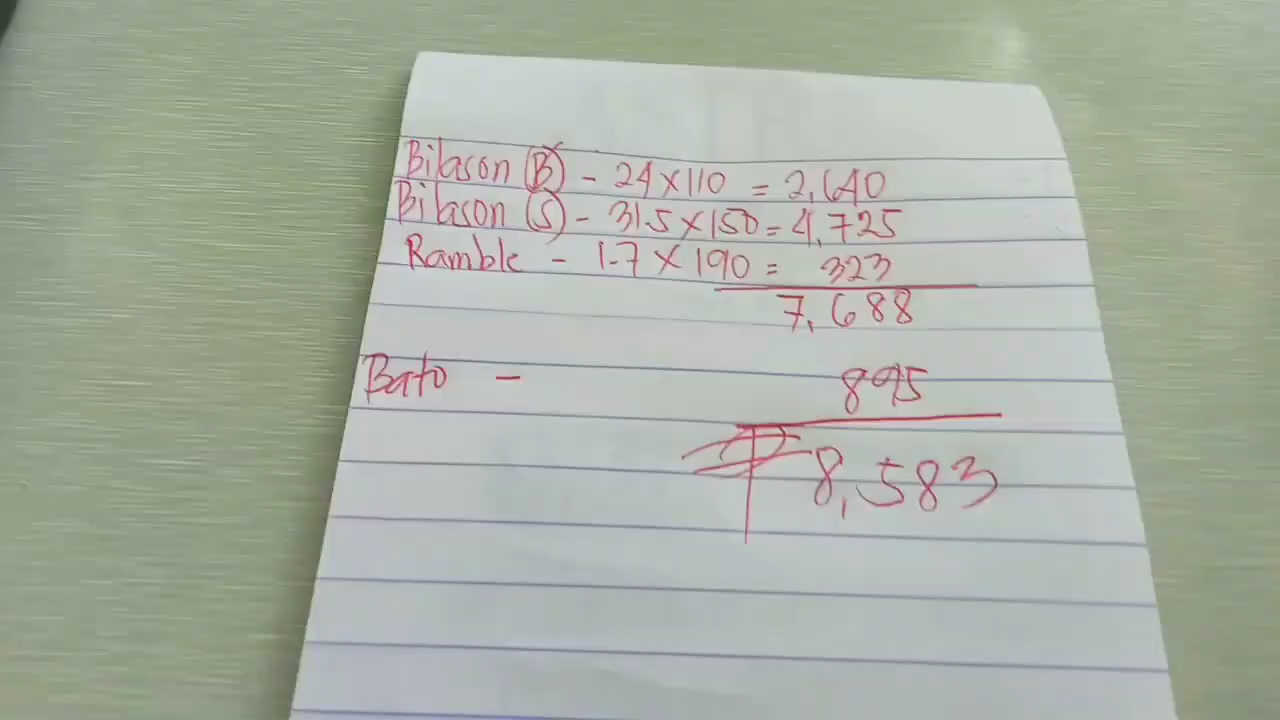 Bilason (B) - 24 x 110 = 2,640
Bilason (S) - 31.5 x 150 = 4,725
Ramble - 1.7 x 190 = 323
7,688
Bato - 895
₱ 8,583